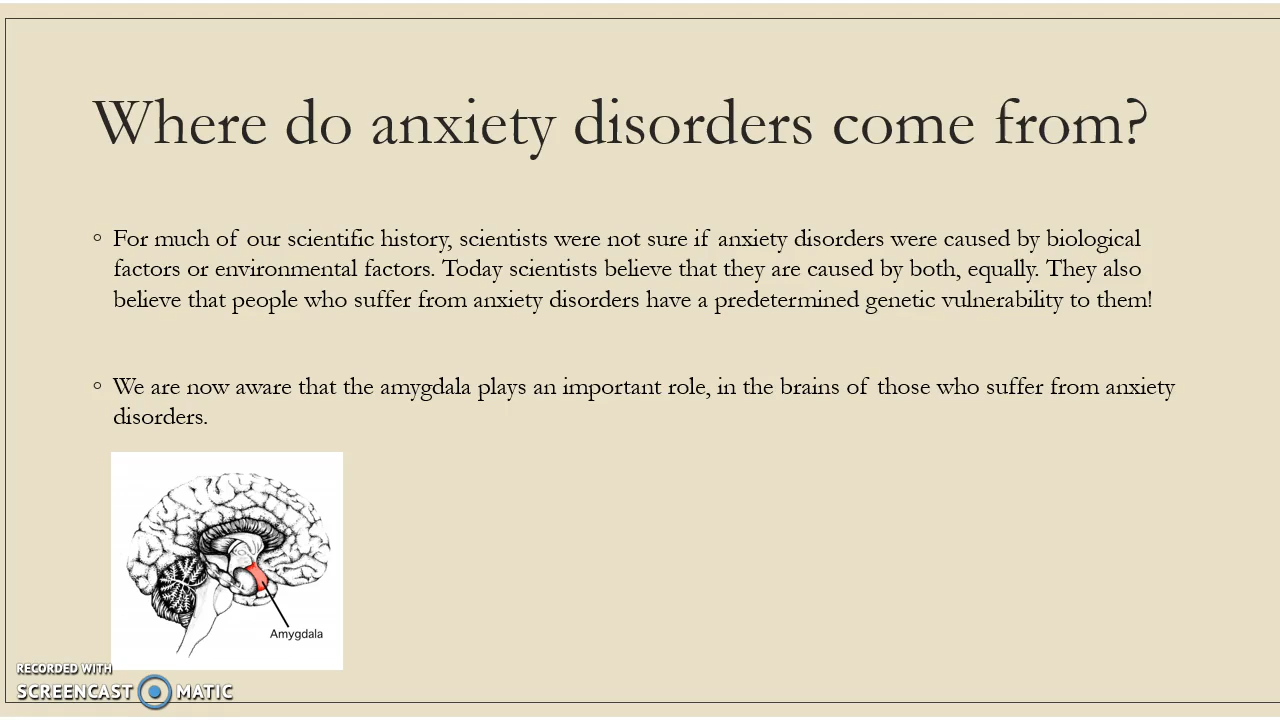 Where do anxiety disorders come from?
◦ For much of our scientific history, scientists were not sure if anxiety disorders were caused by biological
factors or environmental factors. Today scientists believe that they are caused by both, equally. They also
believe that people who suffer from anxiety disorders have a predetermined genetic vulnerability to them!
◦ We are now aware that the amygdala plays an important role, in the brains of those who suffer from anxiety
disorders.
Amygdala
RECORDED WITH
SCREENCAST MATIC